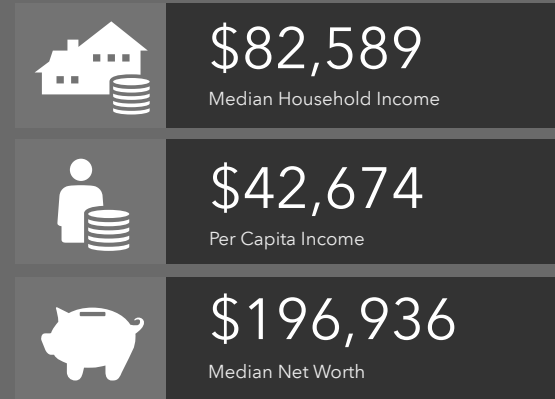 $82,589
Median Household Income
$42,674
Per Capita Income
$196,936
Median Net Worth